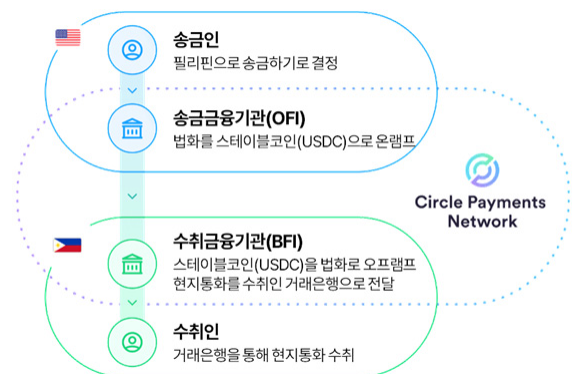 송금인
필리핀으로 송금하기로 결정
송금금융기관(OFI)
법화를 스테이블코인(USDC)으로 온램프
Circle Payments
Network
수취금융기관(BFI)
스테이블코인(USDC)을 법화로 오프램프
현지통화를 수취인 거래은행으로 전달
수취인
거래은행을 통해 현지통화 수취